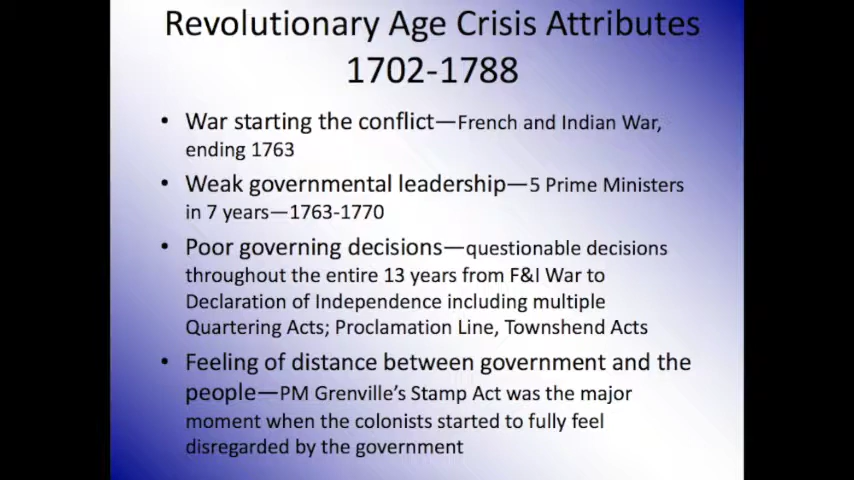 Revolutionary Age Crisis Attributes
1702-1788
• War starting the conflict—French and Indian War,
ending 1763
• Weak governmental leadership—5 Prime Ministers
in 7 years—1763-1770
• Poor governing decisions—questionable decisions
throughout the entire 13 years from F&I War to
Declaration of Independence including multiple
Quartering Acts; Proclamation Line, Townshend Acts
• Feeling of distance between government and the
people—PM Grenville's Stamp Act was the major
moment when the colonists started to fully feel
disregarded by the government